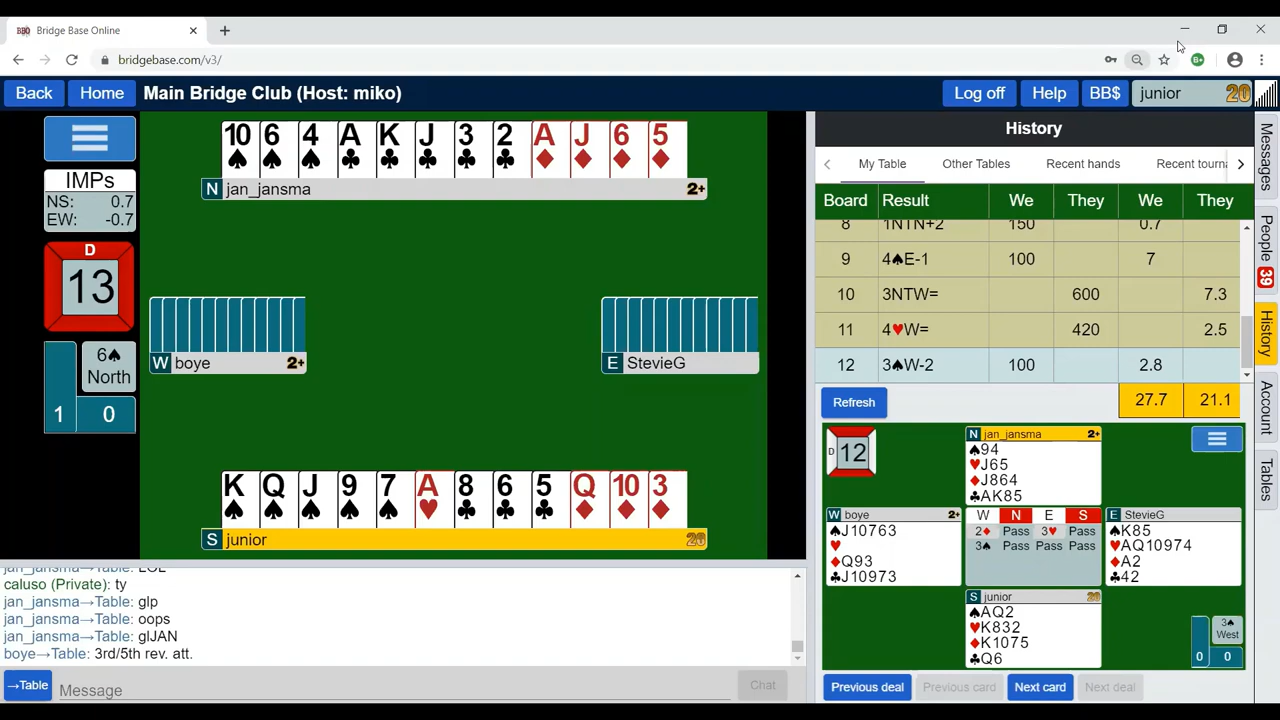 Bridge Base Online
bridgebase.com/v3/
Back Home Main Bridge Club (Host: miko) Log off Help BB$ junior 20
IMPs
NS: 0.7
EW: -0.7
D
13
6♠
North
1 0
10♠ 6♠ 4♠ A♣ K♣ J♣ 3♣ 2♣ A♦ J♦ 6♦ 5♦
N jan_jansma 2+
W boye 2+
E StevieG
K♠ Q♠ J♠ 9♠ 7♠ A♥ 8♣ 6♣ 5♣ Q♦ 10♦ 3♦
S junior 20
caluso (Private): ty
jan_jansma→Table: glp
jan_jansma→Table: oops
jan_jansma→Table: glJAN
boye→Table: 3rd/5th rev. att.
→Table Message Chat
History
My Table Other Tables Recent hands Recent tourna
Board Result We They We They
8 1NTN+2 150 0.7
9 4♠E-1 100 7
10 3NTW= 600 7.3
11 4♥W= 420 2.5
12 3♠W-2 100 2.8
Refresh 27.7 21.1
D 12
N jan_jansma 2+
♠94
♥J65
♦J864
♣AK85
W boye 2+
♠J10763
♥
♦Q93
♣J10973
W N E S
2♦ Pass 3♥ Pass
3♠ Pass Pass Pass
E StevieG
♠K85
♥AQ10974
♦A2
♣42
S junior 20
♠AQ2
♥K832
♦K1075
♣Q6
3♠
West
0 0
Previous deal Previous card Next card Next deal
Messages
People 39
History
Account
Tables